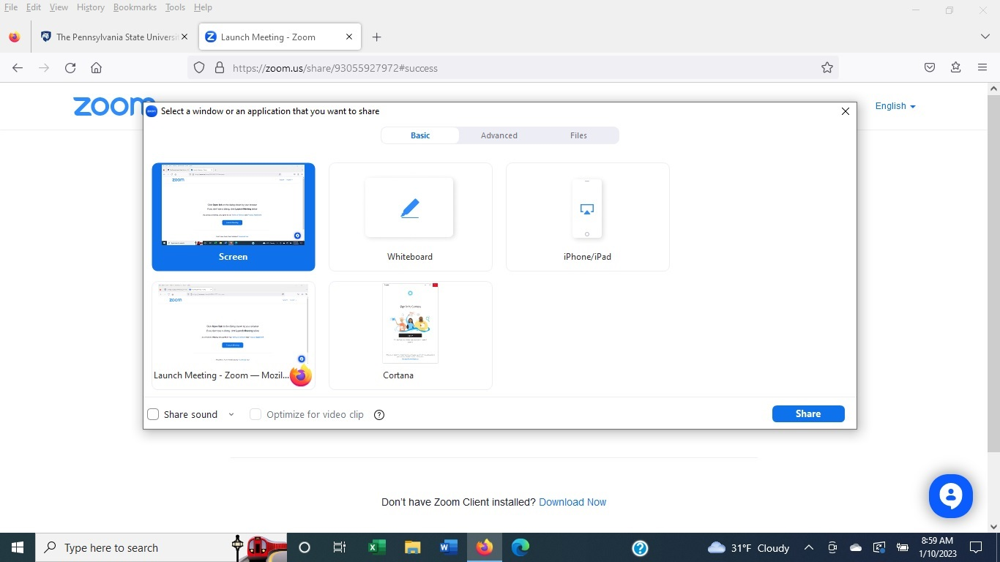 File Edit View History Bookmarks Tools Help
The Pennsylvania State Universi
Launch Meeting - Zoom
https://zoom.us/share/93055927972#success
zoom
English
zoom Select a window or an application that you want to share
Basic Advanced Files
Screen
Whiteboard
iPhone/iPad
Launch Meeting - Zoom — Mozil...
Cortana
Share sound
Optimize for video clip
Share
Don't have Zoom Client installed? Download Now
Type here to search
31°F Cloudy
8:59 AM
1/10/2023